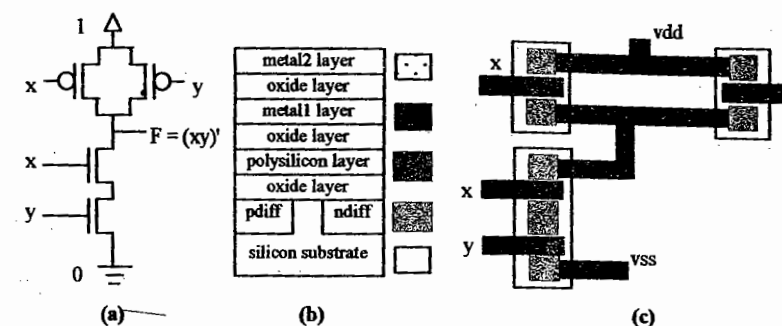 1
x
y
F = (xy)'
x
y
0
(a)
metal2 layer
oxide layer
metal1 layer
oxide layer
polysilicon layer
oxide layer
pdiff
ndiff
silicon substrate
(b)
vdd
x
x
y
vss
(c)